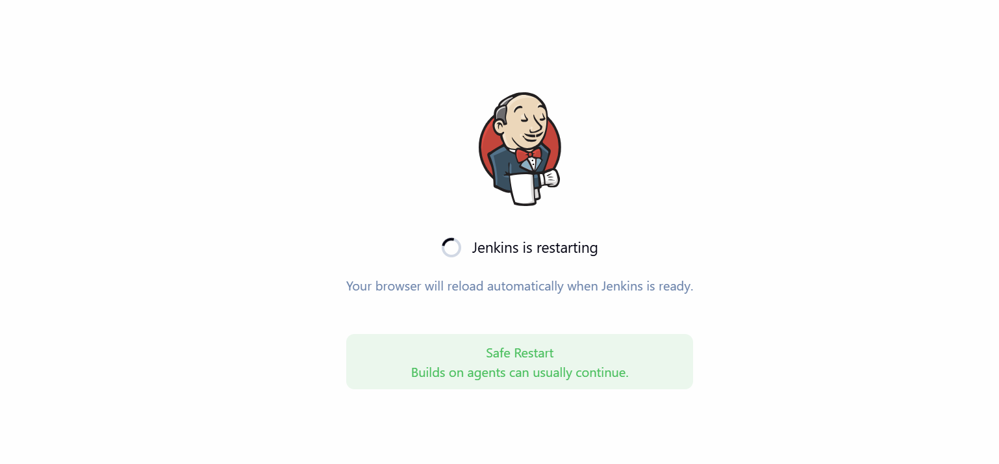 Jenkins is restarting
Your browser will reload automatically when Jenkins is ready.
Safe Restart
Builds on agents can usually continue.